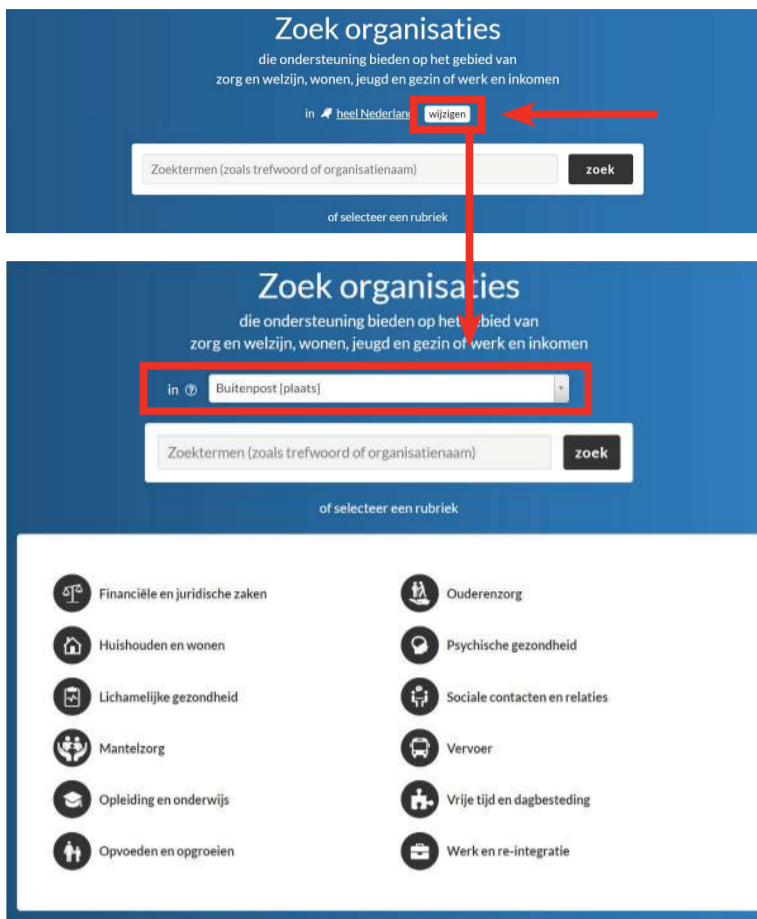 Zoek organisaties
die ondersteuning bieden op het gebied van
zorg en welzijn, wonen, jeugd en gezin of werk en inkomen
in heel Nederland wijzigen
Zoektermen (zoals trefwoord of organisatienaam) zoek
of selecteer een rubriek
Zoek organisaties
die ondersteuning bieden op het gebied van
zorg en welzijn, wonen, jeugd en gezin of werk en inkomen
in ? Buitenpost [plaats]
Zoektermen (zoals trefwoord of organisatienaam) zoek
of selecteer een rubriek
Financiële en juridische zaken
Huishouden en wonen
Lichamelijke gezondheid
Mantelzorg
Opleiding en onderwijs
Opvoeden en opgroeien
Ouderenzorg
Psychische gezondheid
Sociale contacten en relaties
Vervoer
Vrije tijd en dagbesteding
Werk en re-integratie